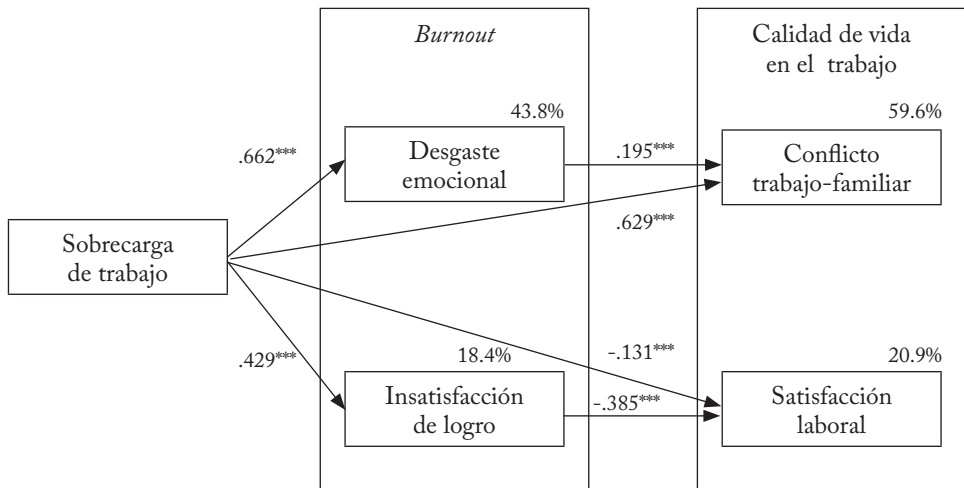 Burnout
Calidad de vida
en el trabajo
43.8%
59.6%
.662***
Desgaste
emocional
.195***
Conflicto
trabajo-familiar
.629***
Sobrecarga
de trabajo
.429***
18.4%
-.131***
20.9%
Insatisfacción
de logro
-.385***
Satisfacción
laboral